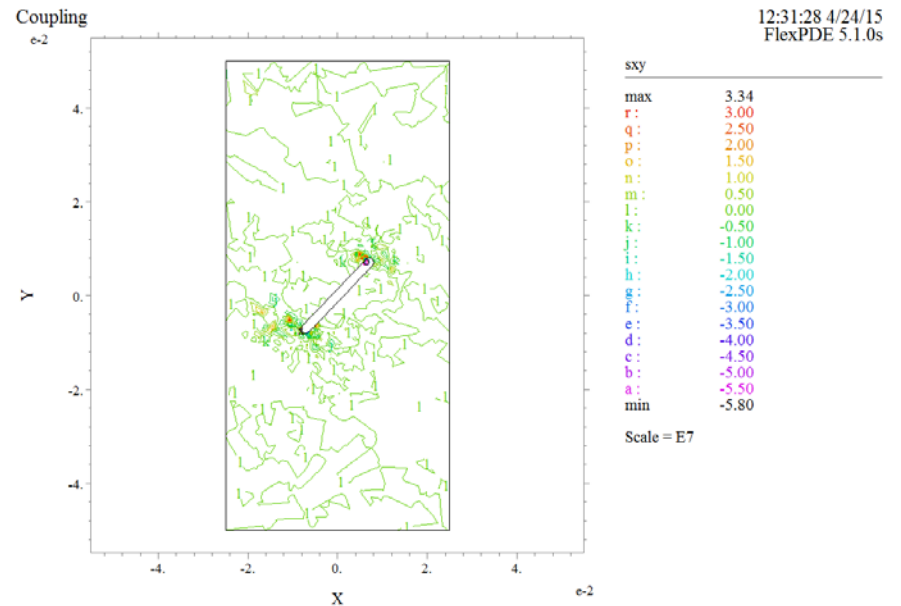 Coupling
12:31:28 4/24/15
FlexPDE 5.1.0s
e-2
sxy
max 3.34
r : 3.00
q : 2.50
p : 2.00
o : 1.50
n : 1.00
m : 0.50
l : 0.00
k : -0.50
j : -1.00
i : -1.50
h : -2.00
g : -2.50
f : -3.00
e : -3.50
d : -4.00
c : -4.50
b : -5.00
a : -5.50
min -5.80
Scale = E7
4.
2.
0.
-2.
-4.
Y
-4. -2. 0. 2. 4.
e-2
X